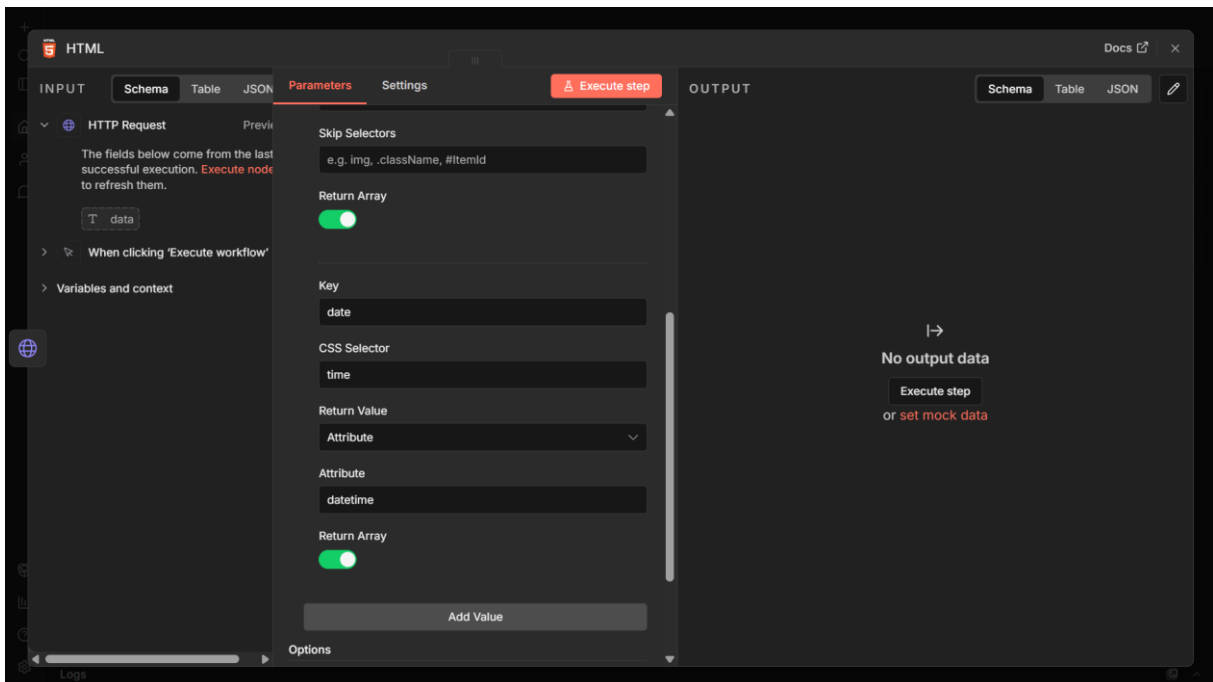 HTML
Docs
INPUT
Schema
Table
JSON
HTTP Request
The fields below come from the last
successful execution. Execute node
to refresh them.
T data
When clicking ‘Execute workflow’
Variables and context
Parameters
Settings
Execute step
Skip Selectors
e.g. img, .className, #ItemId
Return Array
Key
date
CSS Selector
time
Return Value
Attribute
Attribute
datetime
Return Array
Add Value
Options
OUTPUT
Schema
Table
JSON
No output data
Execute step
or set mock data
Logs